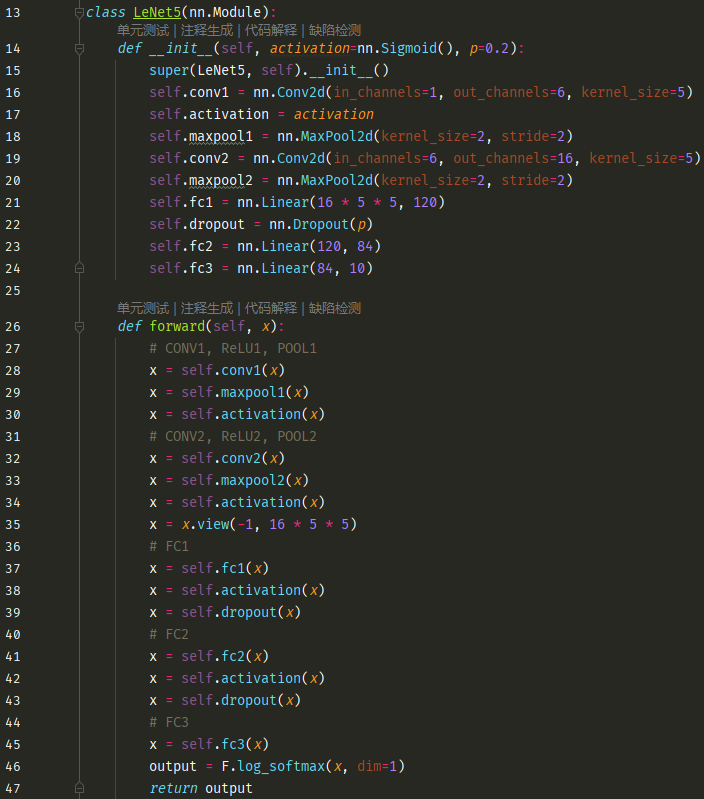 13 class LeNet5(nn.Module):
单元测试 | 注释生成 | 代码解释 | 缺陷检测
14 def __init__(self, activation=nn.Sigmoid(), p=0.2):
15 super(LeNet5, self).__init__()
16 self.conv1 = nn.Conv2d(in_channels=1, out_channels=6, kernel_size=5)
17 self.activation = activation
18 self.maxpool1 = nn.MaxPool2d(kernel_size=2, stride=2)
19 self.conv2 = nn.Conv2d(in_channels=6, out_channels=16, kernel_size=5)
20 self.maxpool2 = nn.MaxPool2d(kernel_size=2, stride=2)
21 self.fc1 = nn.Linear(16 * 5 * 5, 120)
22 self.dropout = nn.Dropout(p)
23 self.fc2 = nn.Linear(120, 84)
24 self.fc3 = nn.Linear(84, 10)
25
单元测试 | 注释生成 | 代码解释 | 缺陷检测
26 def forward(self, x):
27 # CONV1, ReLU1, POOL1
28 x = self.conv1(x)
29 x = self.maxpool1(x)
30 x = self.activation(x)
31 # CONV2, ReLU2, POOL2
32 x = self.conv2(x)
33 x = self.maxpool2(x)
34 x = self.activation(x)
35 x = x.view(-1, 16 * 5 * 5)
36 # FC1
37 x = self.fc1(x)
38 x = self.activation(x)
39 x = self.dropout(x)
40 # FC2
41 x = self.fc2(x)
42 x = self.activation(x)
43 x = self.dropout(x)
44 # FC3
45 x = self.fc3(x)
46 output = F.log_softmax(x, dim=1)
47 return output